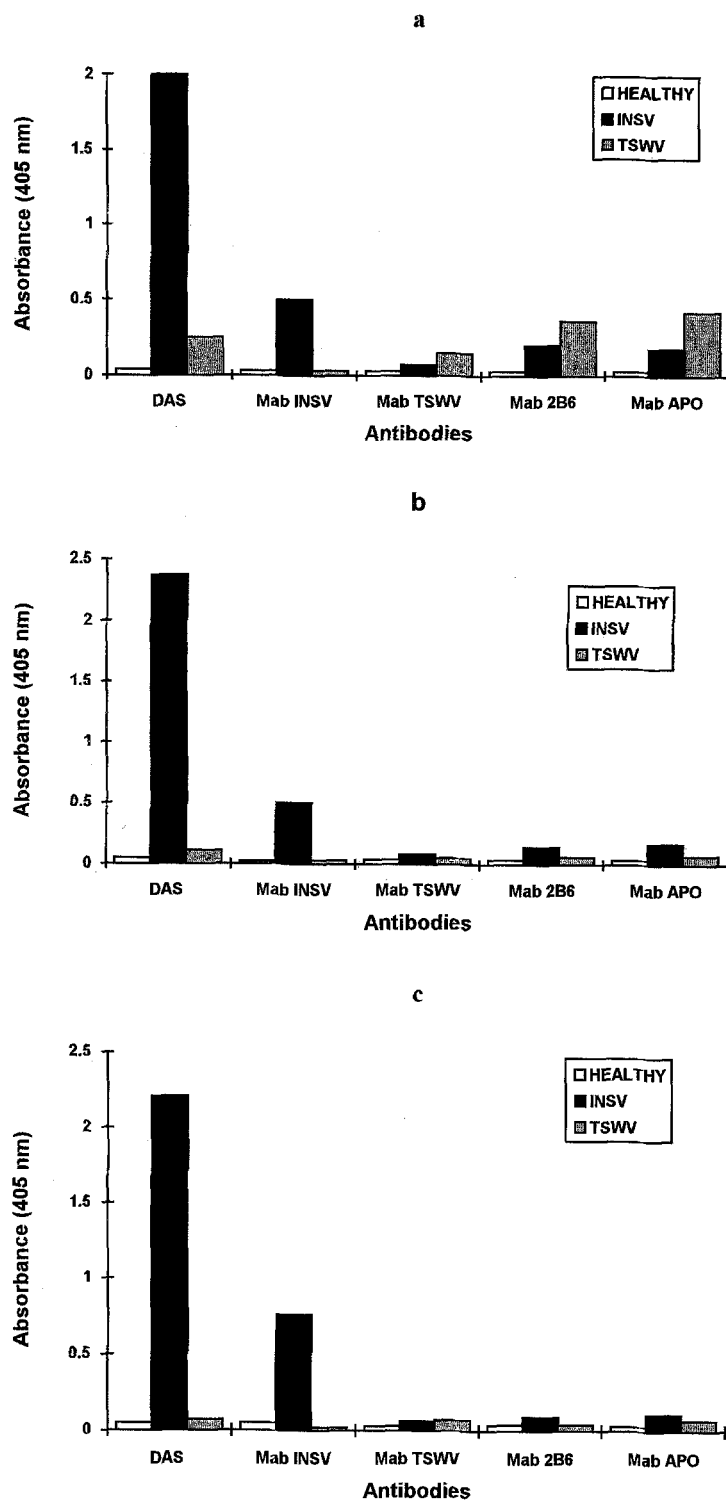 a
Absorbance (405 nm)
2
1.5
1
0.5
0
HEALTHY
INSV
TSWV
DAS Mab INSV Mab TSWV Mab 2B6 Mab APO
Antibodies
b
Absorbance (405 nm)
2.5
2
1.5
1
0.5
0
HEALTHY
INSV
TSWV
DAS Mab INSV Mab TSWV Mab 2B6 Mab APO
Antibodies
c
Absorbance (405 nm)
2.5
2
1.5
1
0.5
0
HEALTHY
INSV
TSWV
DAS Mab INSV Mab TSWV Mab 2B6 Mab APO
Antibodies